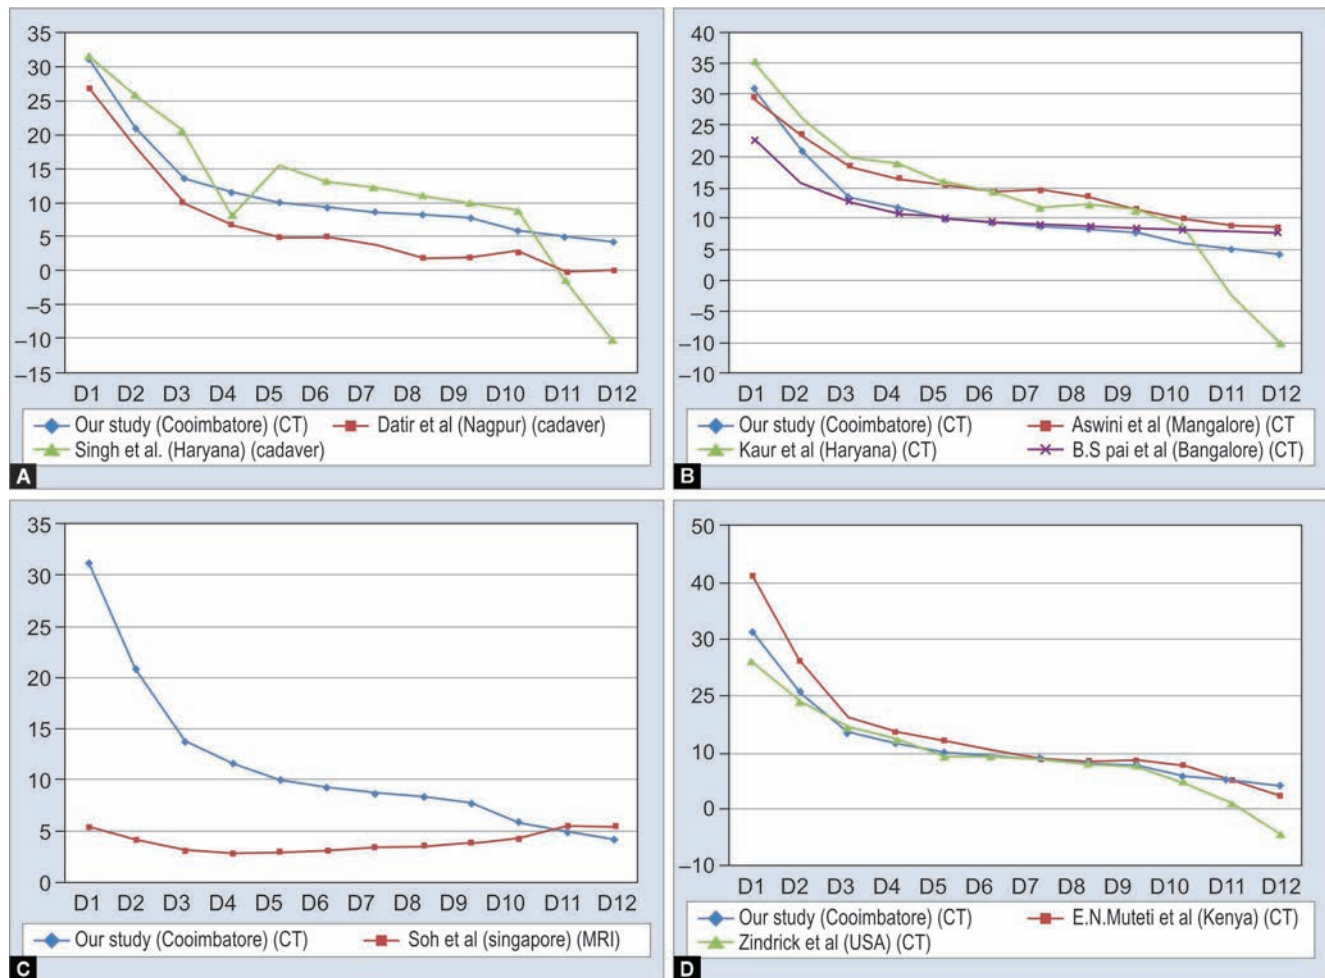 35
30
25
20
15
10
5
0
–5
–10
–15
D1 D2 D3 D4 D5 D6 D7 D8 D9 D10 D11 D12
Our study (Cooimbatore) (CT) Datir et al (Nagpur) (cadaver)
Singh et al. (Haryana) (cadaver)
A
40
35
30
25
20
15
10
5
0
–5
–10
–10
D1 D2 D3 D4 D5 D6 D7 D8 D9 D10 D11 D12
Our study (Cooimbatore) (CT) Aswini et al (Mangalore) (CT
Kaur et al (Haryana) (CT) B.S pai et al (Bangalore) (CT)
B
35
30
25
20
15
10
5
0
D1 D2 D3 D4 D5 D6 D7 D8 D9 D10 D11 D12
Our study (Cooimbatore) (CT) Soh et al (singapore) (MRI)
C
50
40
30
25
10
0
–10
D1 D2 D3 D4 D5 D6 D7 D8 D9 D10 D11 D12
Our study (Cooimbatore) (CT) E.N.Muteti et al (Kenya) (CT)
Zindrick et al (USA) (CT)
D